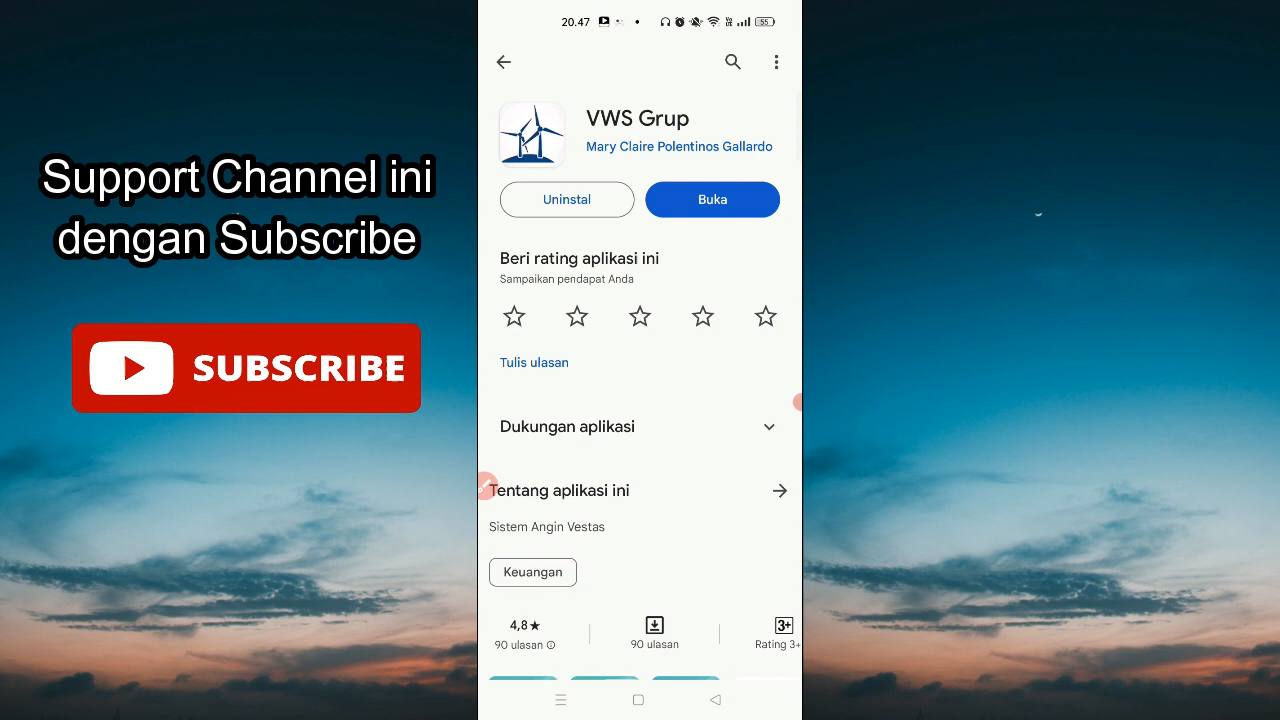 Support Channel ini
dengan Subscribe
SUBSCRIBE
20.47
55
VWS Grup
Mary Claire Polentinos Gallardo
Uninstal
Buka
Beri rating aplikasi ini
Sampaikan pendapat Anda
Tulis ulasan
Dukungan aplikasi
Tentang aplikasi ini
Sistem Angin Vestas
Keuangan
4,8★
3+
90 ulasan
90 ulasan
Rating 3+